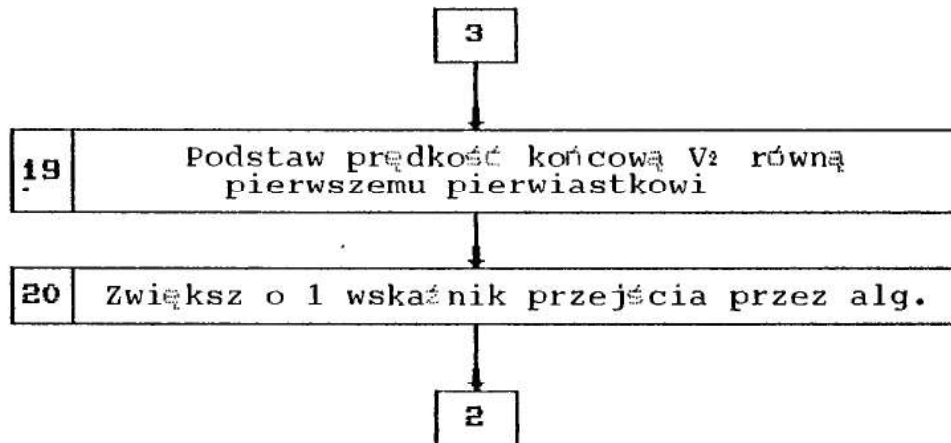 3
19 Podstaw prędkość końcową V2 równą
pierwszemu pierwiastkowi
20 Zwiększ o 1 wskaźnik przejścia przez alg.
2